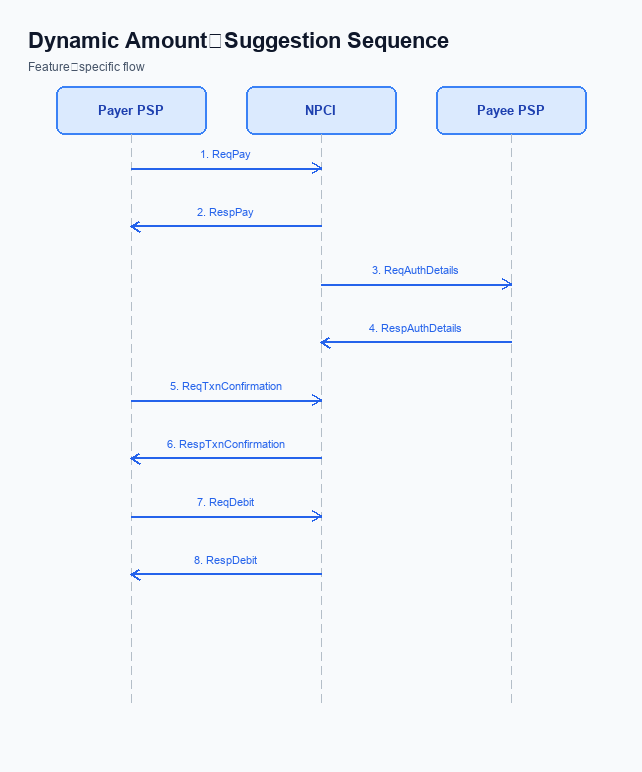 Dynamic Amount□Suggestion Sequence
Feature□specific flow
Payer PSP
NPCI
Payee PSP
1. ReqPay
2. RespPay
3. ReqAuthDetails
4. RespAuthDetails
5. ReqTxnConfirmation
6. RespTxnConfirmation
7. ReqDebit
8. RespDebit